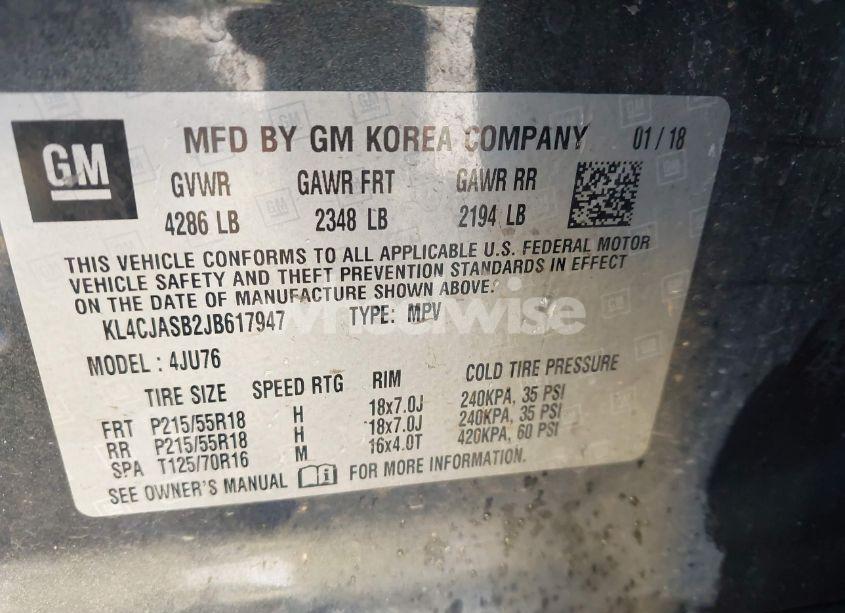 GM
MFD BY GM KOREA COMPANY 01 / 18
GVWR GAWR FRT GAWR RR
4286 LB 2348 LB 2194 LB
THIS VEHICLE CONFORMS TO ALL APPLICABLE U.S. FEDERAL MOTOR
VEHICLE SAFETY AND THEFT PREVENTION STANDARDS IN EFFECT
ON THE DATE OF MANUFACTURE SHOWN ABOVE.
KL4CJASB2JB617947 TYPE: MPV
MODEL : 4JU76
TIRE SIZE SPEED RTG RIM COLD TIRE PRESSURE
FRT P215/55R18 H 18x7.0J 240KPA, 35 PSI
RR P215/55R18 H 18x7.0J 240KPA, 35 PSI
SPA T125/70R16 M 16x4.0T 420KPA, 60 PSI
SEE OWNER'S MANUAL FOR MORE INFORMATION.